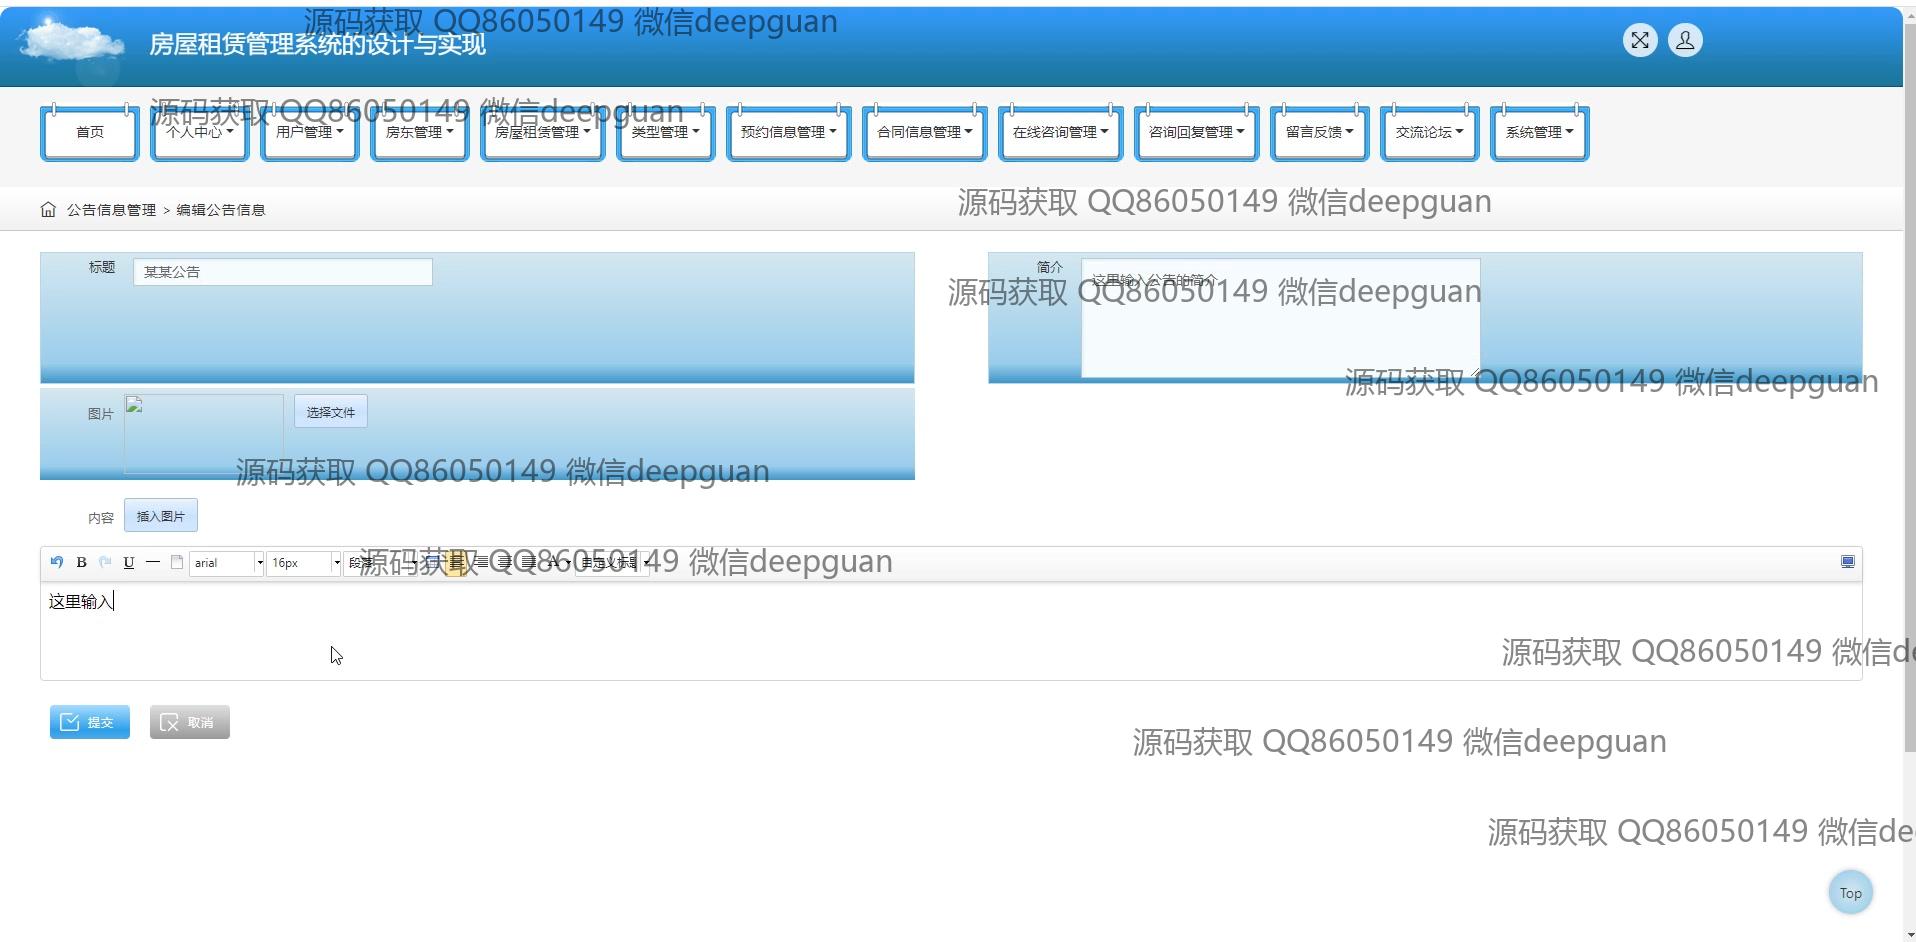 源码获取 QQ86050149 微信deepguan
房屋租赁管理系统的设计与实现
源码获取 QQ86050149 微信deepguan
首页 个人中心 用户管理 房东管理 房屋租赁管理 类型管理 预约信息管理 合同信息管理 在线咨询管理 咨询回复管理 留言反馈 交流论坛 系统管理
源码获取 QQ86050149 微信deepguan
公告信息管理 > 编辑公告信息
标题 某某公告
简介 这里输入公告的简介
源码获取 QQ86050149 微信deepguan
源码获取 QQ86050149 微信deepguan
图片 选择文件
源码获取 QQ86050149 微信deepguan
内容 插入图片
B U arial 16px 段落 A 自定义标题
源码获取 QQ86050149 微信deepguan
这里输入
源码获取 QQ86050149 微信de
提交 取消
源码获取 QQ86050149 微信deepguan
源码获取 QQ86050149 微信de
Top